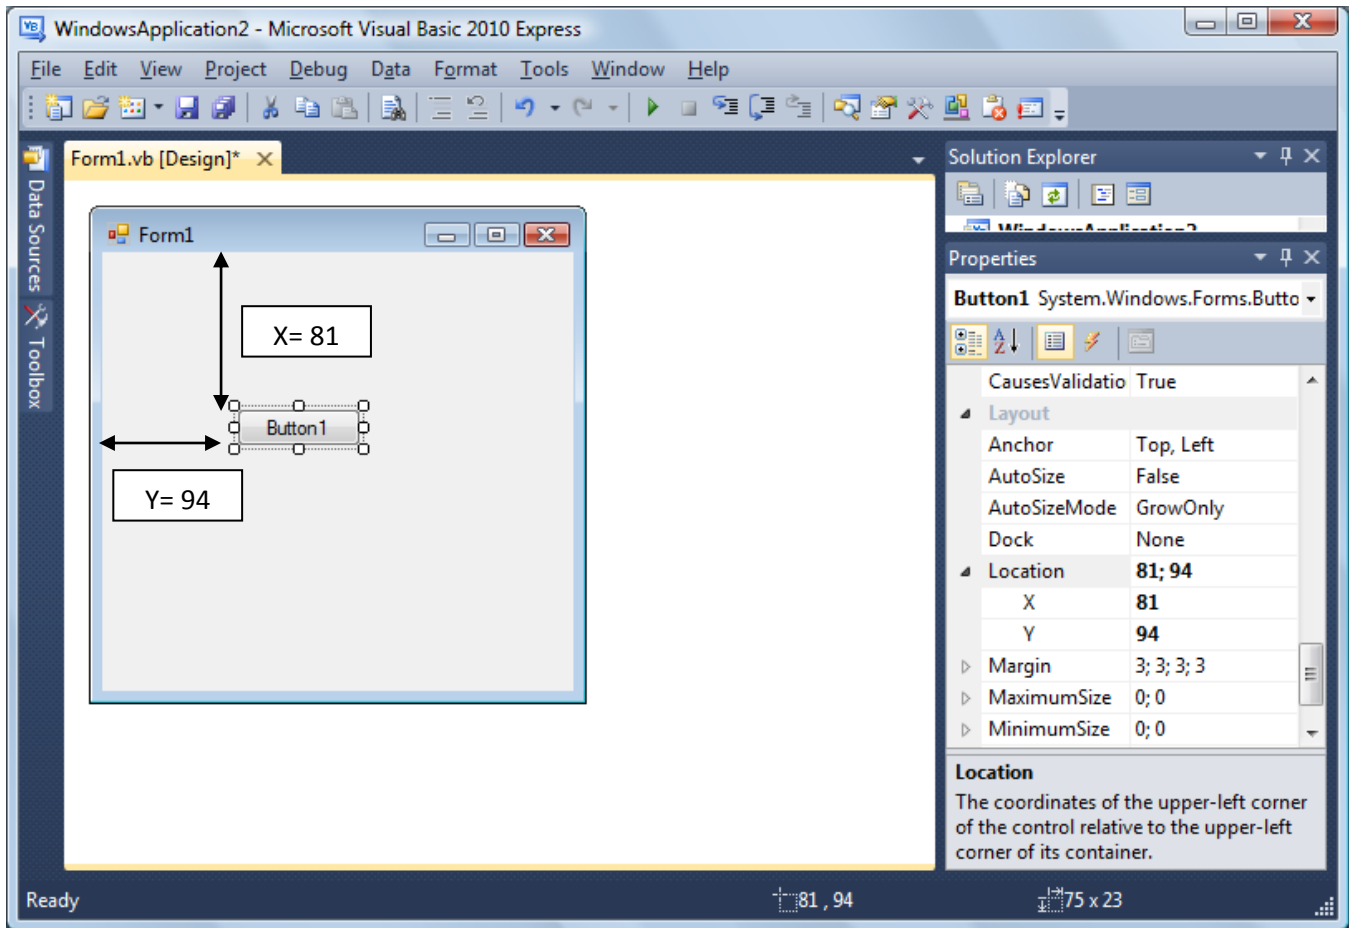 WindowsApplication2 - Microsoft Visual Basic 2010 Express
File Edit View Project Debug Data Format Tools Window Help
Form1.vb [Design]*
Data Sources
Toolbox
Form1
X= 81
Button1
Y= 94
Solution Explorer
WindowsApplication2
Properties
Button1 System.Windows.Forms.Butto
CausesValidatio True
Layout
Anchor Top, Left
AutoSize False
AutoSizeMode GrowOnly
Dock None
Location 81; 94
X 81
Y 94
Margin 3; 3; 3; 3
MaximumSize 0; 0
MinimumSize 0; 0
Location
The coordinates of the upper-left corner
of the control relative to the upper-left
corner of its container.
Ready 81 , 94 75 x 23